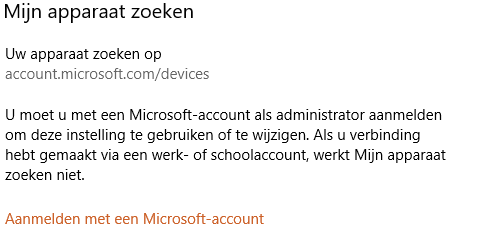 Mijn apparaat zoeken
Uw apparaat zoeken op
account.microsoft.com/devices
U moet u met een Microsoft-account als administrator aanmelden
om deze instelling te gebruiken of te wijzigen. Als u verbinding
hebt gemaakt via een werk- of schoolaccount, werkt Mijn apparaat
zoeken niet.
Aanmelden met een Microsoft-account